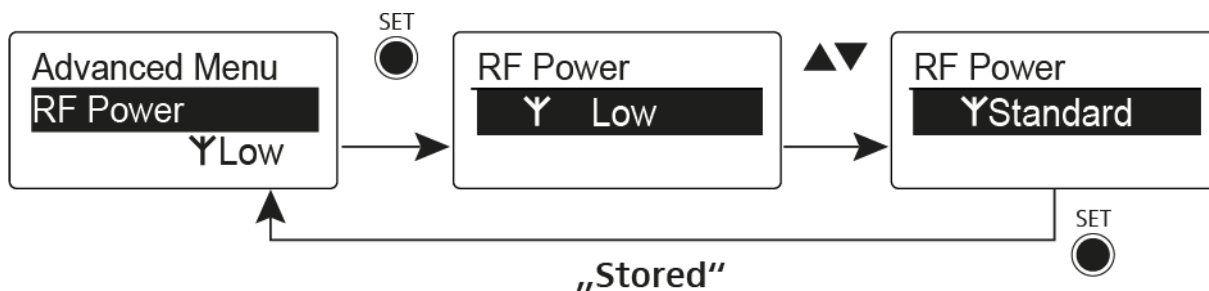 SET
Advanced Menu
RF Power
Low
RF Power
Low
RF Power
Standard
SET
„Stored“